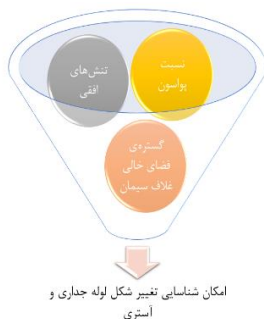 تنش‌های
افقی
نسبت
پواسون
گستره‌ی
فضای خالی
غلاف سیمان
امکان شناسایی تغییر شکل لوله جداری و
آستری